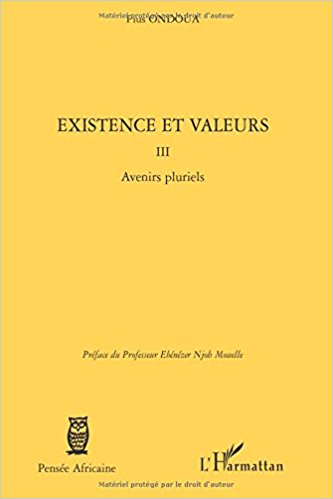 Matériel protégé par le droit d'auteur
Pius ONDOUA
EXISTENCE ET VALEURS
III
Avenirs pluriels
Préface du Professeur Ebénézer Njoh Mouelle
Pensée Africaine
L'Harmattan
Matériel protégé par le droit d'auteur